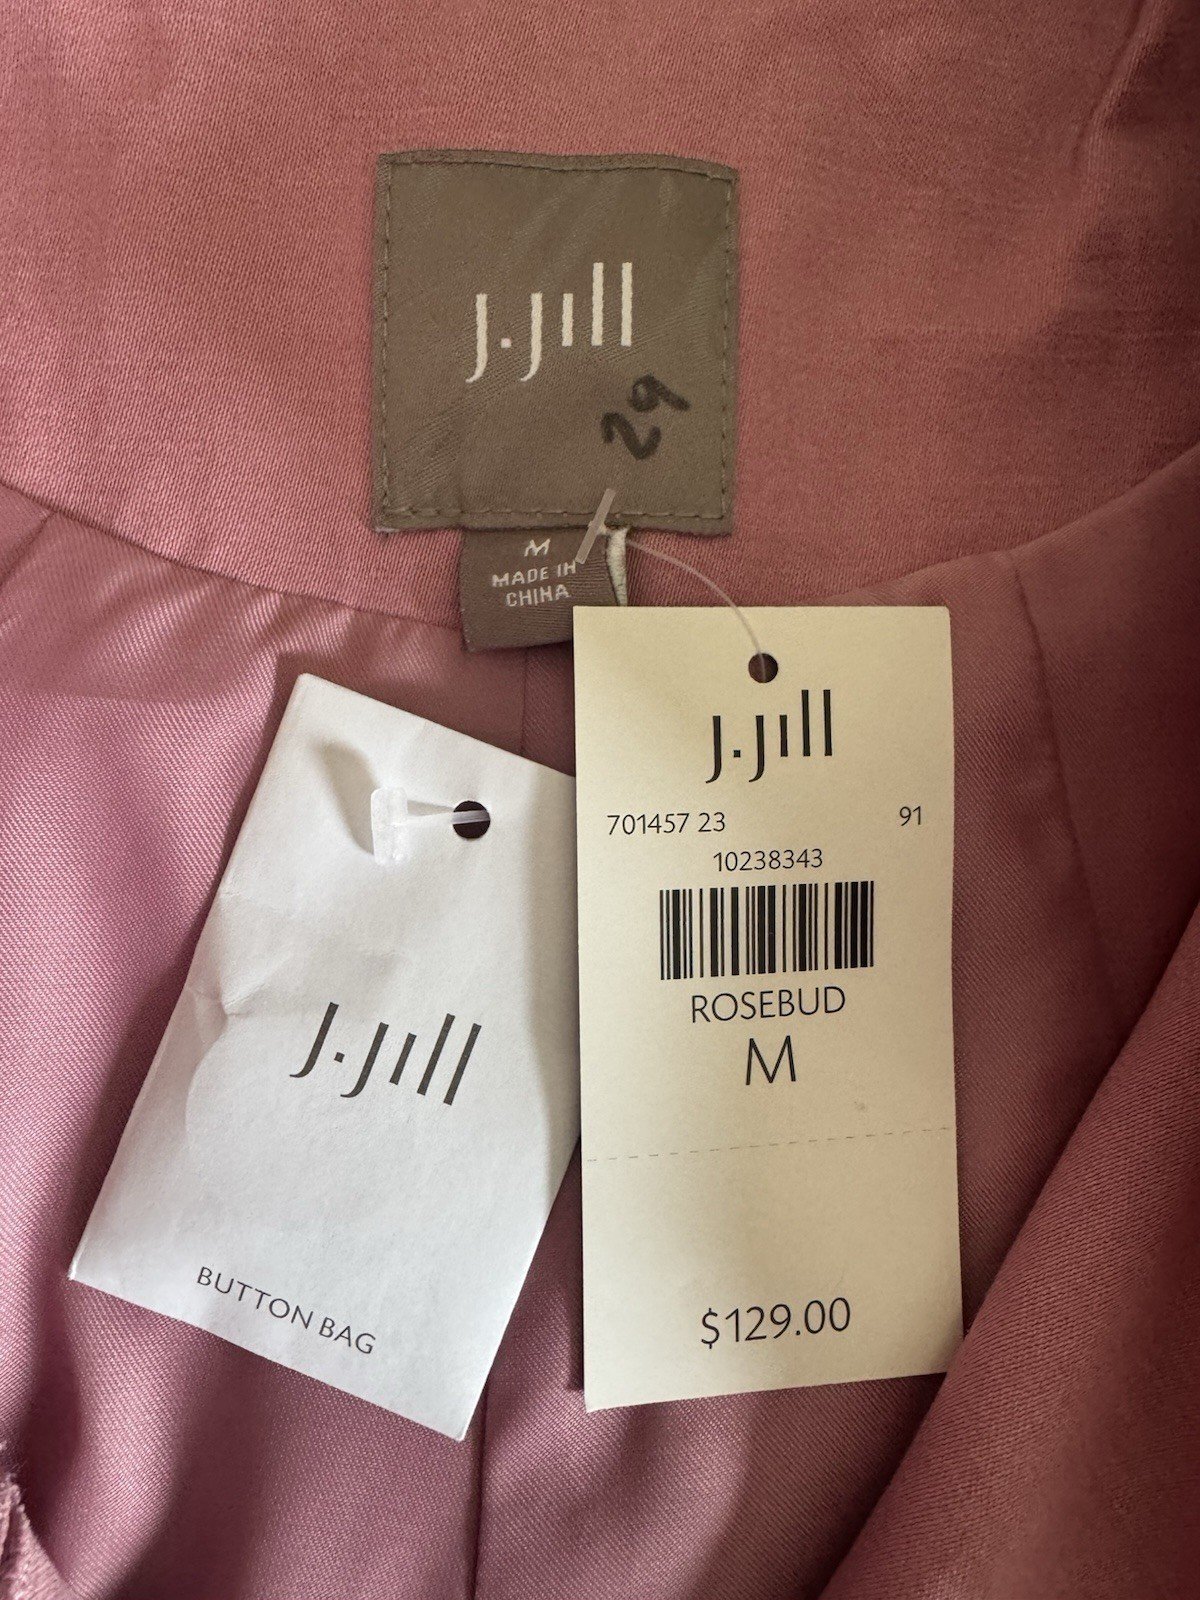 J.Jill
29
M
MADE IN
CHINA
J.Jill
701457 23 91
10238343
ROSEBUD
M
$129.00
J.Jill
BUTTON BAG